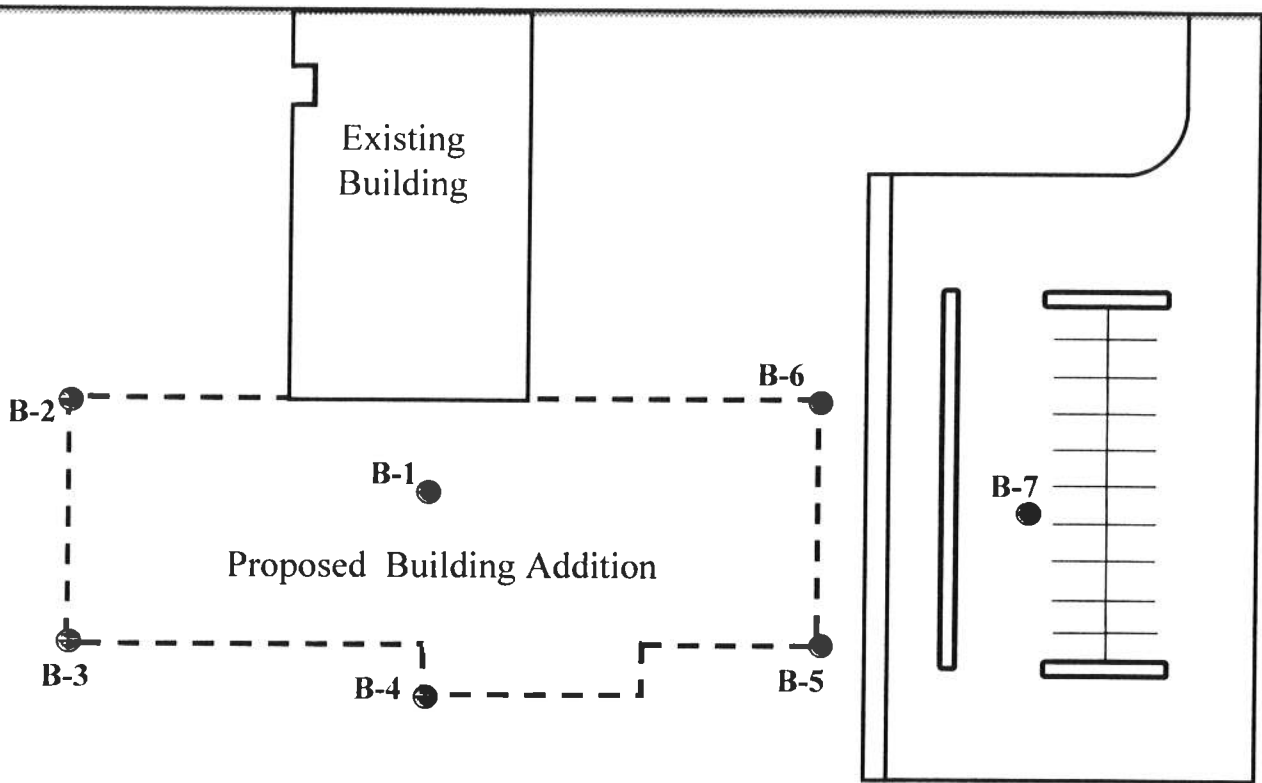 Existing
Building
B-2
B-6
B-1
B-7
Proposed Building Addition
B-3
B-4
B-5